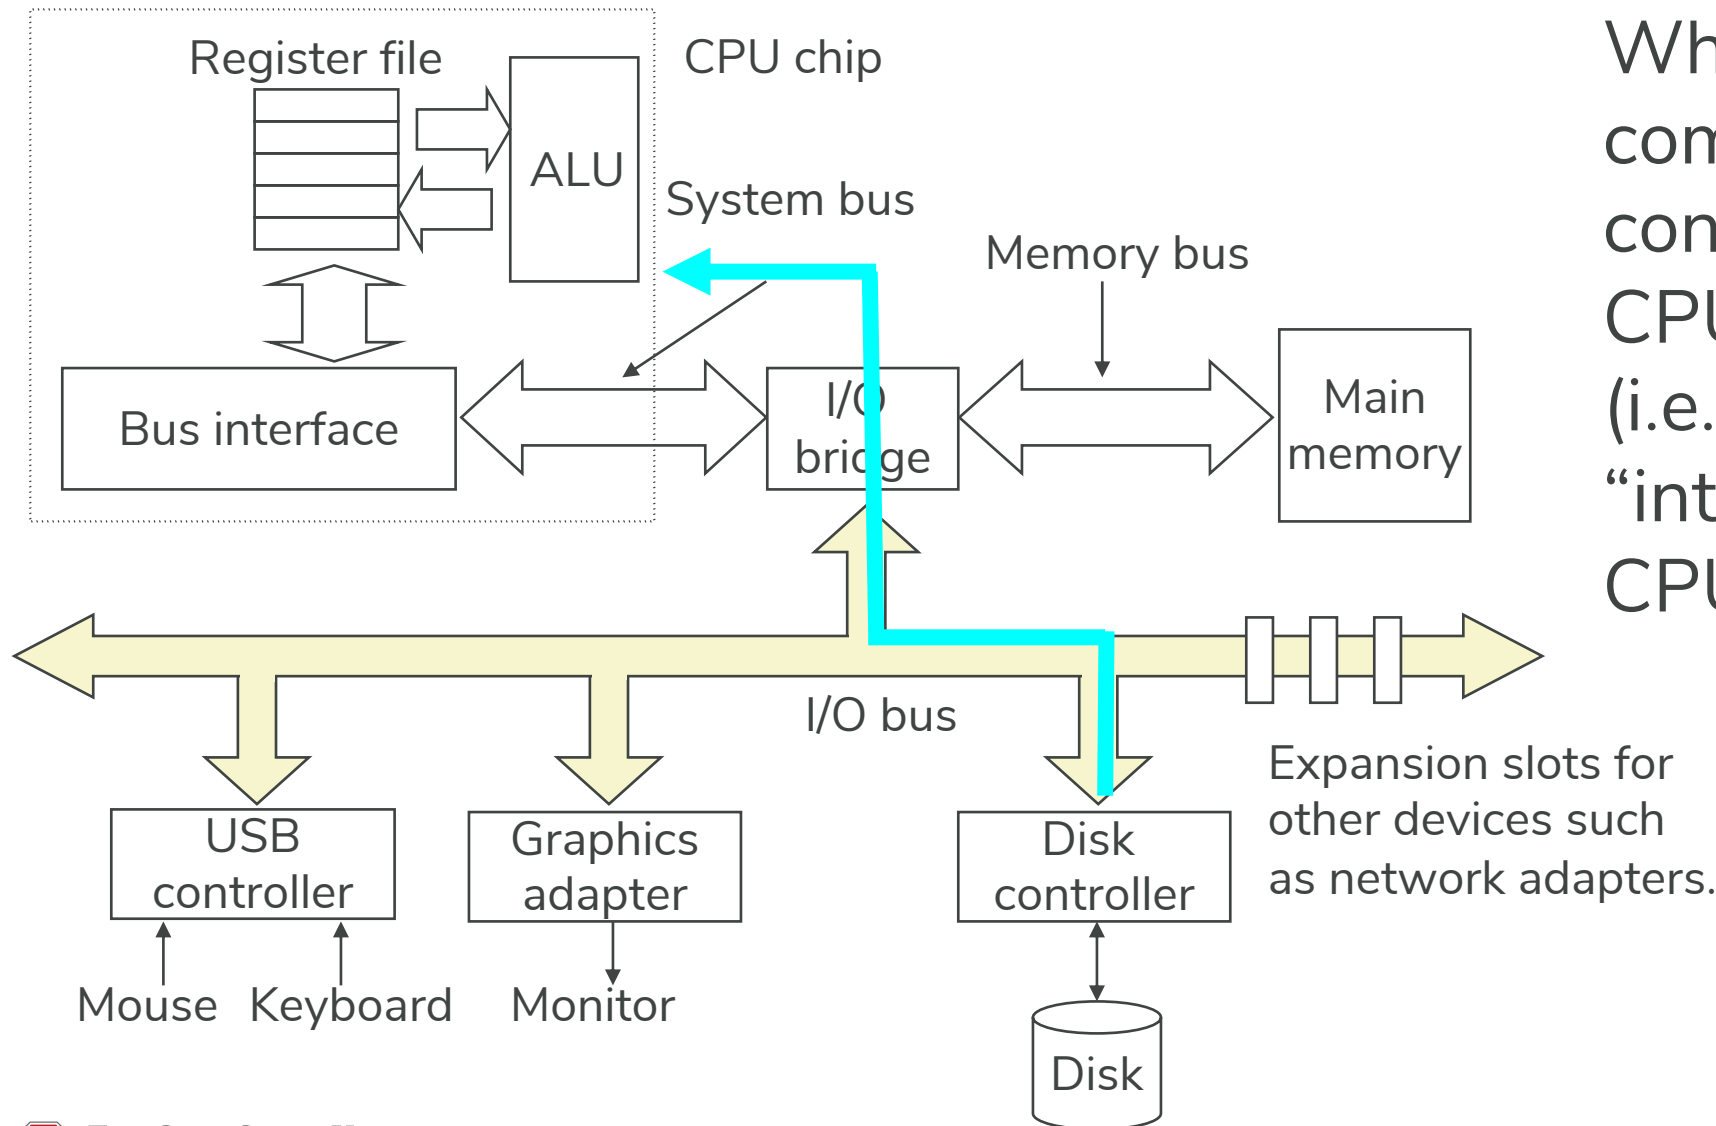 Register file
CPU chip
ALU
System bus
Memory bus
Bus interface
I/O
bridge
Main
memory
I/O bus
USB
controller
Graphics
adapter
Disk
controller
Expansion slots for
other devices such
as network adapters.
Mouse
Keyboard
Monitor
Disk
(i.e.